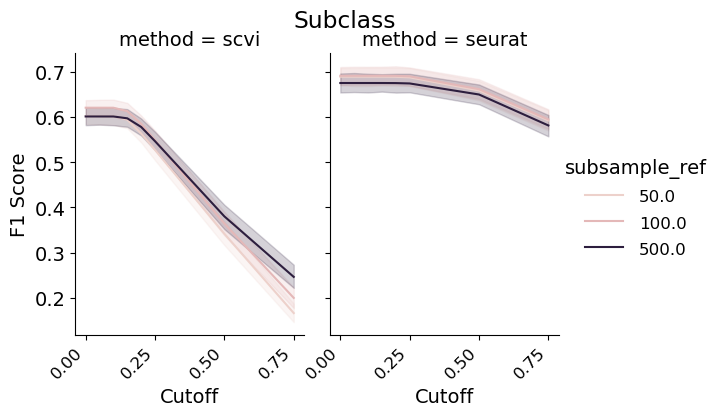 Subclass
method = scvi
method = seurat
F1 Score
0.7
0.6
0.5
0.4
0.3
0.2
0.00
0.25
0.50
0.75
Cutoff
0.00
0.25
0.50
0.75
Cutoff
subsample_ref
50.0
100.0
500.0